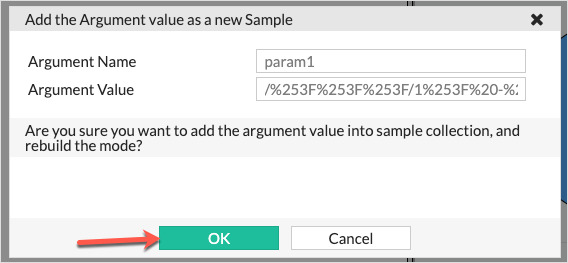 Add the Argument value as a new Sample
Argument Name
param1
Argument Value
/%253F%253F%253F/1%253F%20-%2
Are you sure you want to add the argument value into sample collection, and
rebuild the mode?
OK
Cancel